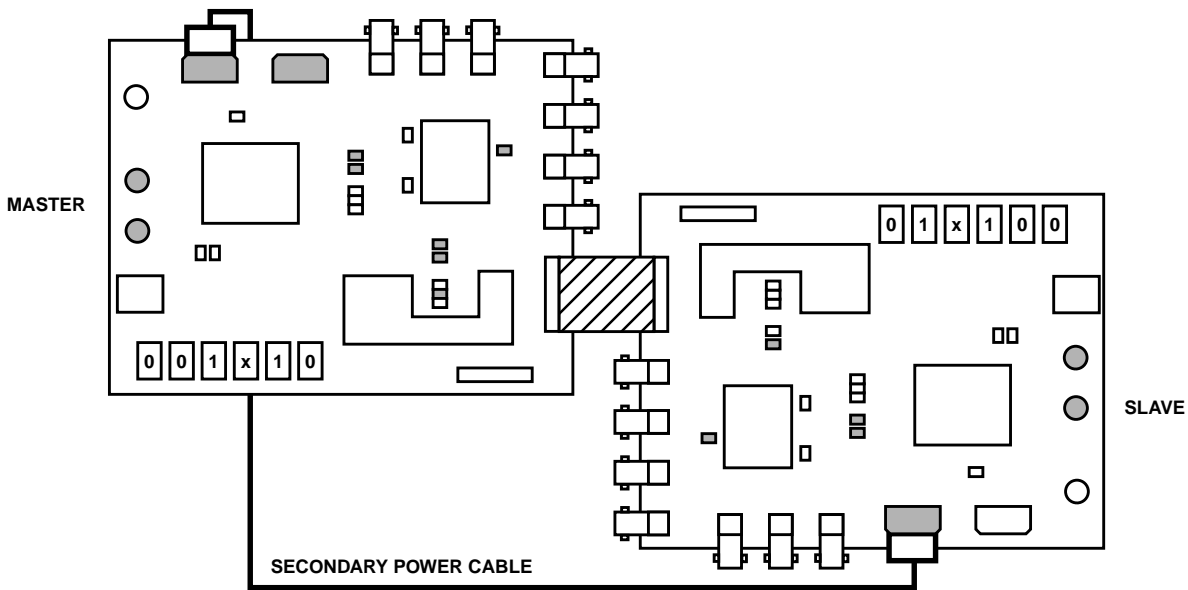 MASTER
0 0 1 x 1 0
0 1 x 1 0 0
SLAVE
SECONDARY POWER CABLE